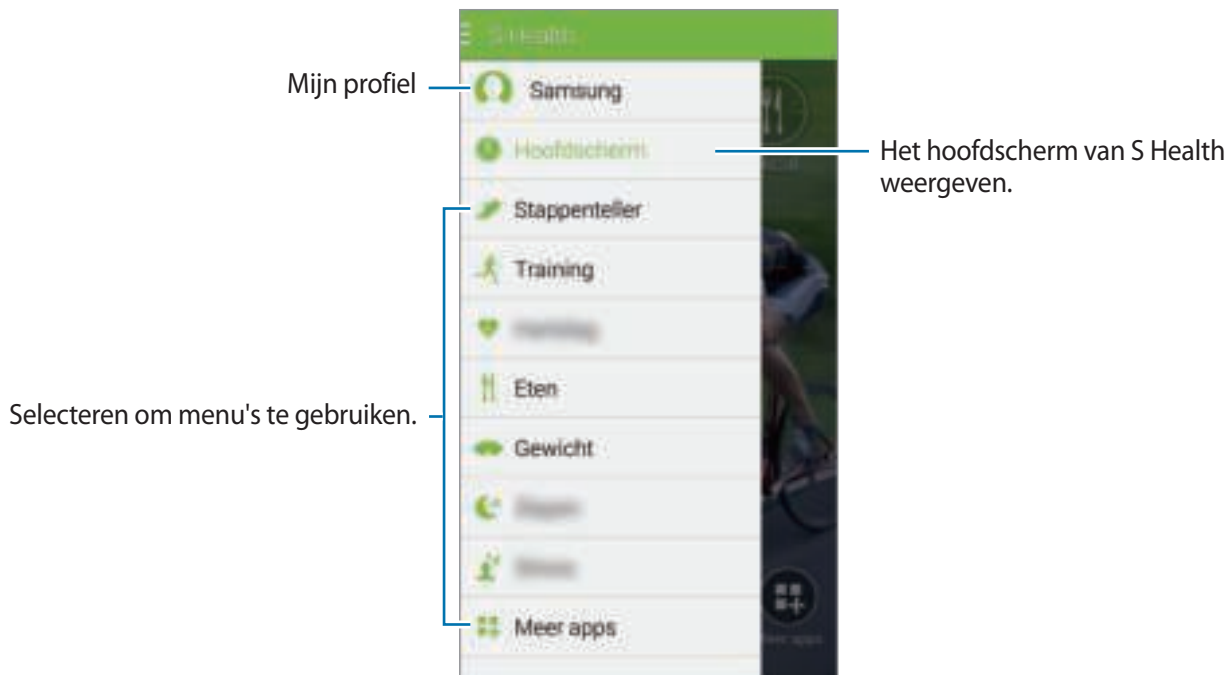 S Health
Mijn profiel
Samsung
Hoofdscherm
Het hoofdscherm van S Health
weergeven.
Stappenteller
Training
Eten
Selecteren om menu's te gebruiken.
Gewicht
Meer apps